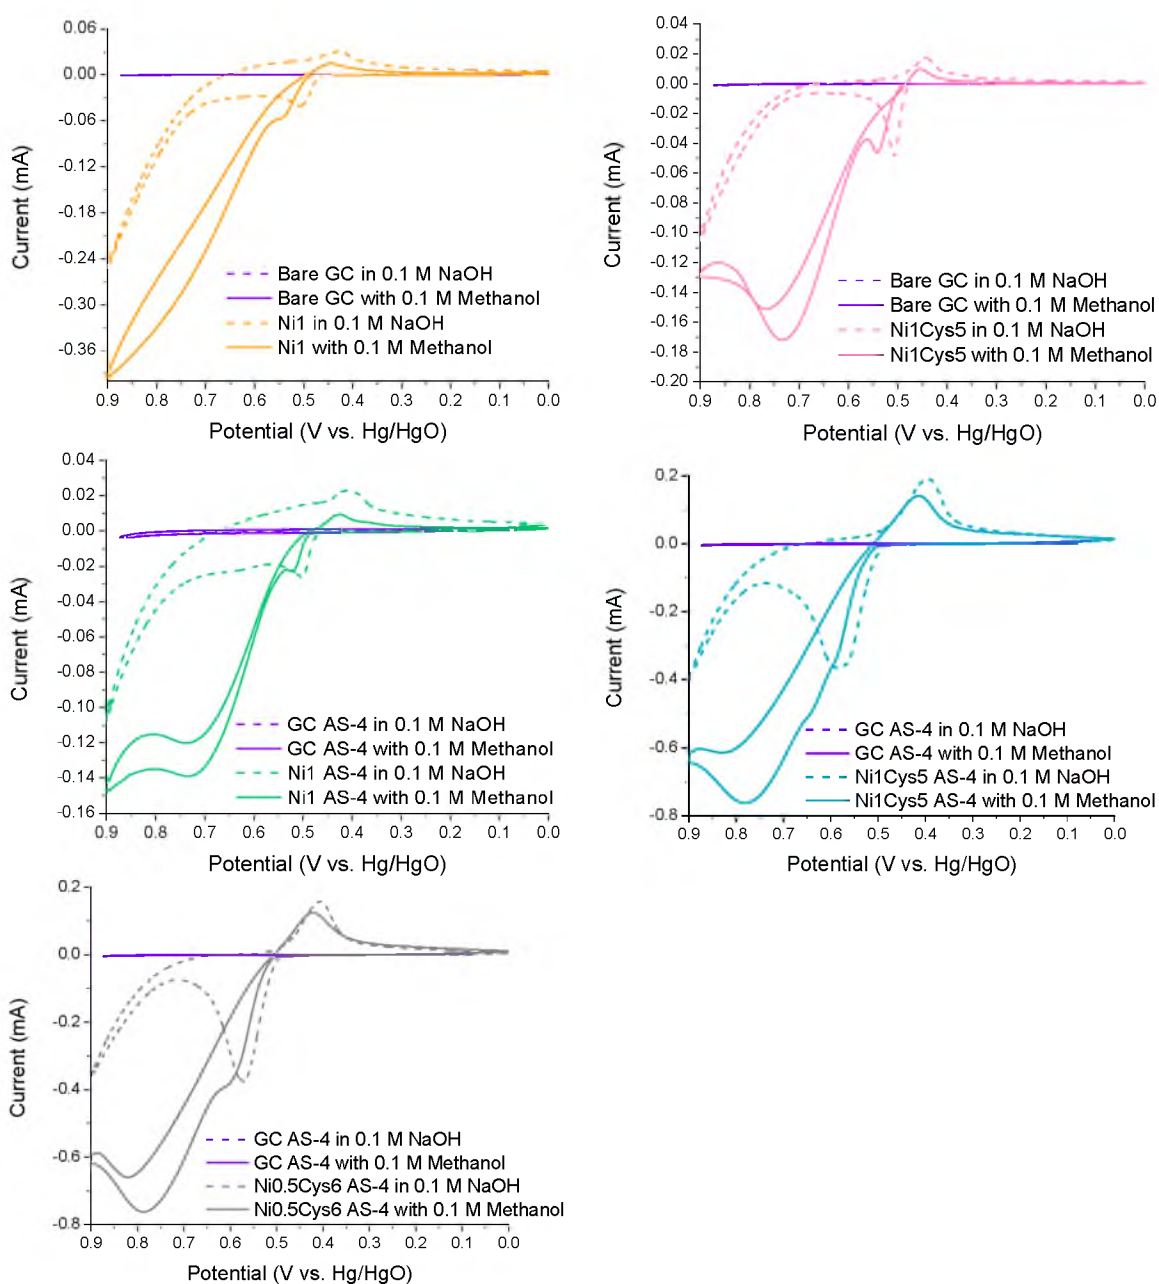 0.06
0.00
-0.06
-0.12
-0.18
-0.24
-0.30
-0.36
Current (mA)
Bare GC in 0.1 M NaOH
Bare GC with 0.1 M Methanol
Ni1 in 0.1 M NaOH
Ni1 with 0.1 M Methanol
0.9 0.8 0.7 0.6 0.5 0.4 0.3 0.2 0.1 0.0
Potential (V vs. Hg/HgO)
0.04
0.02
0.00
-0.02
-0.04
-0.06
-0.08
-0.10
-0.12
-0.14
-0.16
-0.18
-0.20
Current (mA)
Bare GC in 0.1 M NaOH
Bare GC with 0.1 M Methanol
Ni1Cys5 in 0.1 M NaOH
Ni1Cys5 with 0.1 M Methanol
0.9 0.8 0.7 0.6 0.5 0.4 0.3 0.2 0.1 0.0
Potential (V vs. Hg/HgO)
0.04
0.02
0.00
-0.02
-0.04
-0.06
-0.08
-0.10
-0.12
-0.14
-0.16
Current (mA)
GC AS-4 in 0.1 M NaOH
GC AS-4 with 0.1 M Methanol
Ni1 AS-4 in 0.1 M NaOH
Ni1 AS-4 with 0.1 M Methanol
0.9 0.8 0.7 0.6 0.5 0.4 0.3 0.2 0.1 0.0
Potential (V vs. Hg/HgO)
0.2
0.0
-0.2
-0.4
-0.6
-0.8
Current (mA)
GC AS-4 in 0.1 M NaOH
GC AS-4 with 0.1 M Methanol
Ni1Cys5 AS-4 in 0.1 M NaOH
Ni1Cys5 AS-4 with 0.1 M Methanol
0.9 0.8 0.7 0.6 0.5 0.4 0.3 0.2 0.1 0.0
Potential (V vs. Hg/HgO)
0.2
0.0
-0.2
-0.4
-0.6
-0.8
Current (mA)
GC AS-4 in 0.1 M NaOH
GC AS-4 with 0.1 M Methanol
Ni0.5Cys6 AS-4 in 0.1 M NaOH
Ni0.5Cys6 AS-4 with 0.1 M Methanol
0.9 0.8 0.7 0.6 0.5 0.4 0.3 0.2 0.1 0.0
Potential (V vs. Hg/HgO)